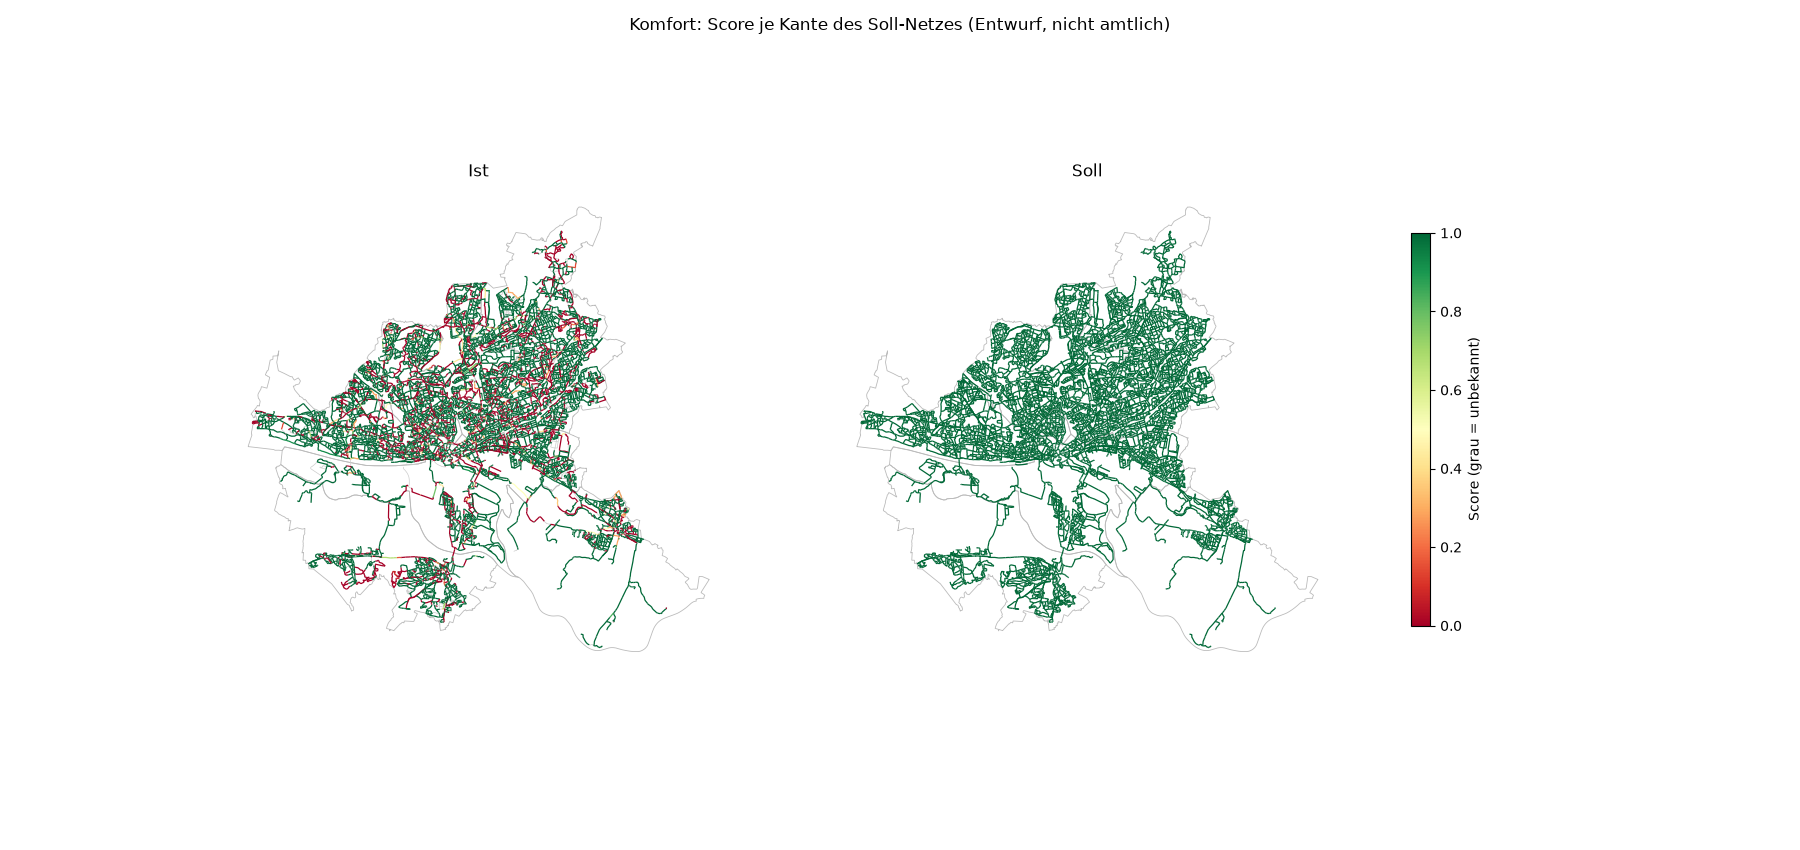 Komfort: Score je Kante des Soll-Netzes (Entwurf, nicht amtlich)
Ist
Soll
1.0
0.8
0.6
0.4
0.2
0.0
Score (grau = unbekannt)